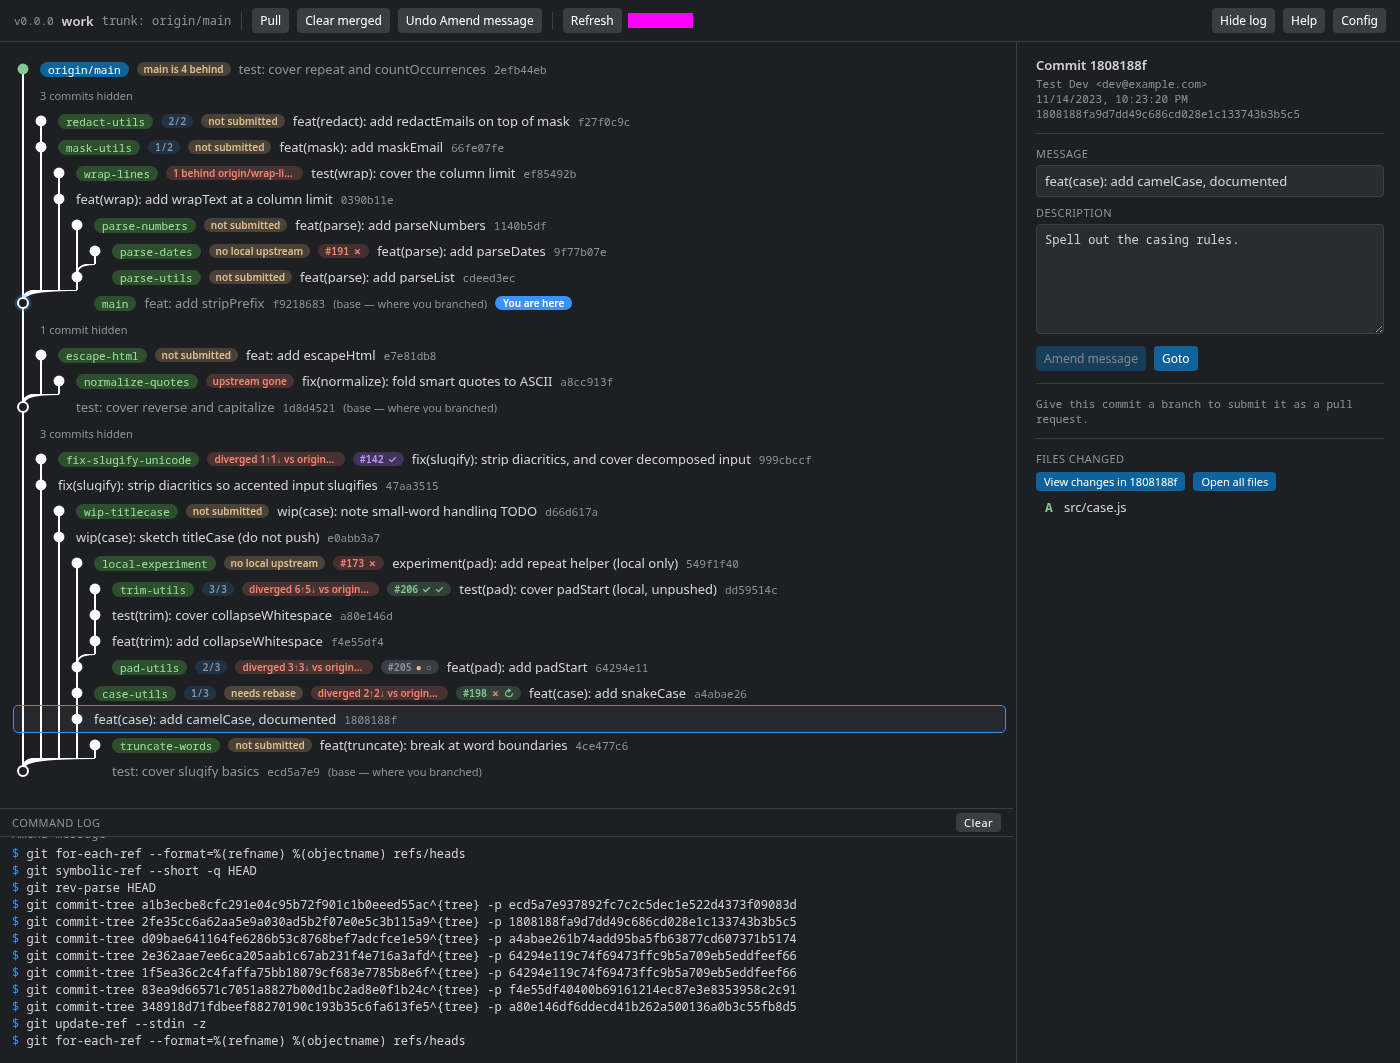 v0.0.0 work trunk: origin/main Pull Clear merged Undo Amend message Refresh Hide log Help Config
origin/main main is 4 behind test: cover repeat and countOccurrences 2efb44eb
3 commits hidden
redact-utils 2/2 not submitted feat(redact): add redactEmails on top of mask f27f0c9c
mask-utils 1/2 not submitted feat(mask): add maskEmail 66fe07fe
wrap-lines 1 behind origin/wrap-li... test(wrap): cover the column limit ef85492b
feat(wrap): add wrapText at a column limit 0390b11e
parse-numbers not submitted feat(parse): add parseNumbers 1140b5df
parse-dates no local upstream #191 × feat(parse): add parseDates 9f77b07e
parse-utils not submitted feat(parse): add parseList cdeed3ec
main feat: add stripPrefix f9218683 (base — where you branched) You are here
1 commit hidden
escape-html not submitted feat: add escapeHtml e7e81db8
normalize-quotes upstream gone fix(normalize): fold smart quotes to ASCII a8cc913f
test: cover reverse and capitalize 1d8d4521 (base — where you branched)
3 commits hidden
fix-slugify-unicode diverged 1↑1↓ vs origin... #142 ✓ fix(slugify): strip diacritics, and cover decomposed input 999cbccf
fix(slugify): strip diacritics so accented input slugifies 47aa3515
wip-titlecase not submitted wip(case): note small-word handling TODO d66d617a
wip(case): sketch titleCase (do not push) e0abb3a7
local-experiment no local upstream #173 × experiment(pad): add repeat helper (local only) 549f1f40
trim-utils 3/3 diverged 6↑5↓ vs origin... #206 ✓ ✓ test(pad): cover padStart (local, unpushed) dd59514c
test(trim): cover collapseWhitespace a80e146d
feat(trim): add collapseWhitespace f4e55df4
pad-utils 2/3 diverged 3↑3↓ vs origin... #205 ● ○ feat(pad): add padStart 64294e11
case-utils 1/3 needs rebase diverged 2↑2↓ vs origin... #198 × ↻ feat(case): add snakeCase a4abae26
feat(case): add camelCase, documented 1808188f
truncate-words not submitted feat(truncate): break at word boundaries 4ce477c6
test: cover slugify basics ecd5a7e9 (base — where you branched)
COMMAND LOG Clear
$ git for-each-ref --format=%(refname) %(objectname) refs/heads
$ git symbolic-ref --short -q HEAD
$ git rev-parse HEAD
$ git commit-tree a1b3ecbe8cfc291e04c95b72f901c1b0eeed55ac^{tree} -p ecd5a7e937892fc7c2c5dec1e522d4373f09083d
$ git commit-tree 2fe35cc6a62aa5e9a030ad5b2f07e0e5c3b115a9^{tree} -p 1808188fa9d7dd49c686cd028e1c133743b3b5c5
$ git commit-tree d09bae641164fe6286b53c8768bef7adcfce1e59^{tree} -p a4abae261b74add95ba5fb63877cd607371b5174
$ git commit-tree 2e362aae7ee6ca205aab1c67ab231f4e716a3afd^{tree} -p 64294e119c74f69473ffc9b5a709eb5eddfeef66
$ git commit-tree 1f5ea36c2c4faffa75bb18079cf683e7785b8e6f^{tree} -p 64294e119c74f69473ffc9b5a709eb5eddfeef66
$ git commit-tree 83ea9d66571c7051a8827b00d1bc2ad8e0f1b24c^{tree} -p f4e55df40400b69161214ec87e3e8353958c2c91
$ git commit-tree 348918d71fdbeef88270190c193b35c6fa613fe5^{tree} -p a80e146df6ddecd41b262a500136a0b3c55fb8d5
$ git update-ref --stdin -z
$ git for-each-ref --format=%(refname) %(objectname) refs/heads
Commit 1808188f
Test Dev <dev@example.com>
11/14/2023, 10:23:20 PM
1808188fa9d7dd49c686cd028e1c133743b3b5c5
MESSAGE
feat(case): add camelCase, documented
DESCRIPTION
Spell out the casing rules.
Amend message Goto
Give this commit a branch to submit it as a pull
request.
FILES CHANGED
View changes in 1808188f Open all files
A src/case.js